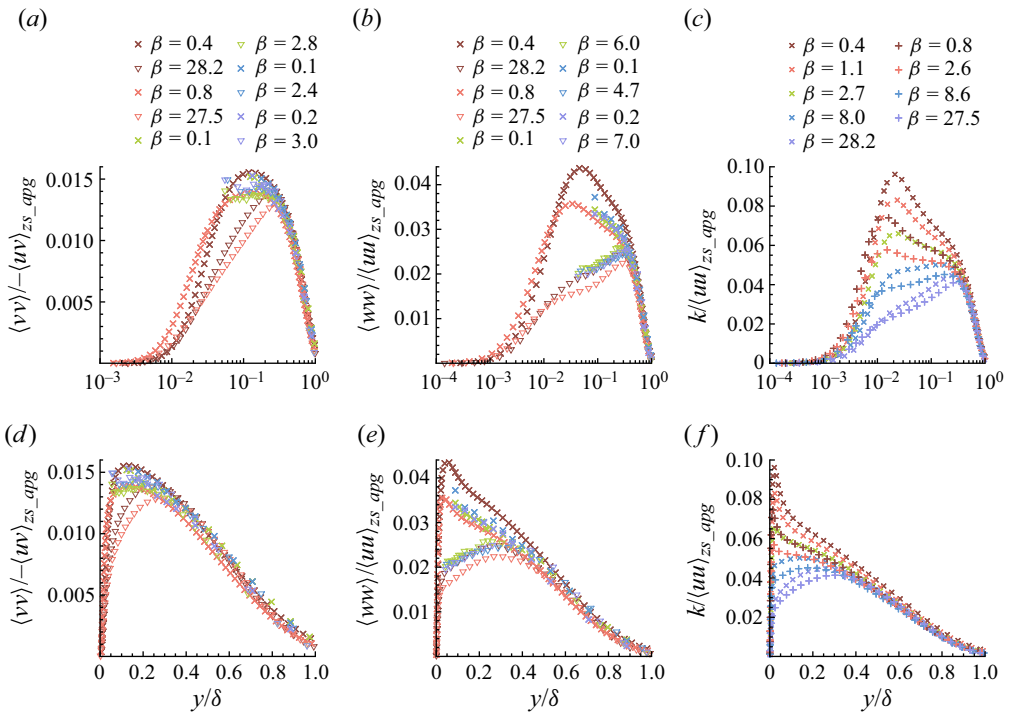 (a) (b) (c)
β = 0.4 β = 2.8
β = 28.2 β = 0.1
β = 0.8 β = 2.4
β = 27.5 β = 0.2
β = 0.1 β = 3.0
β = 0.4 β = 6.0
β = 28.2 β = 0.1
β = 0.8 β = 4.7
β = 27.5 β = 0.2
β = 0.1 β = 7.0
β = 0.4 β = 0.8
β = 1.1 β = 2.6
β = 2.7 β = 8.6
β = 8.0 β = 27.5
β = 28.2
⟨vv⟩/−⟨uv⟩zs_apg
0.015
0.010
0.005
10⁻³ 10⁻² 10⁻¹ 10⁰
⟨ww⟩/⟨uu⟩zs_apg
0.04
0.03
0.02
0.01
10⁻⁴ 10⁻³ 10⁻² 10⁻¹ 10⁰
k/⟨uu⟩zs_apg
0.10
0.08
0.06
0.04
0.02
0
10⁻⁴ 10⁻³ 10⁻² 10⁻¹ 10⁰
(d) (e) (f)
⟨vv⟩/−⟨uv⟩zs_apg
0.015
0.010
0.005
0 0.2 0.4 0.6 0.8 1.0
y/δ
⟨ww⟩/⟨uu⟩zs_apg
0.04
0.03
0.02
0.01
0 0.2 0.4 0.6 0.8 1.0
y/δ
k/⟨uu⟩zs_apg
0.10
0.08
0.06
0.04
0.02
0 0.2 0.4 0.6 0.8 1.0
y/δ